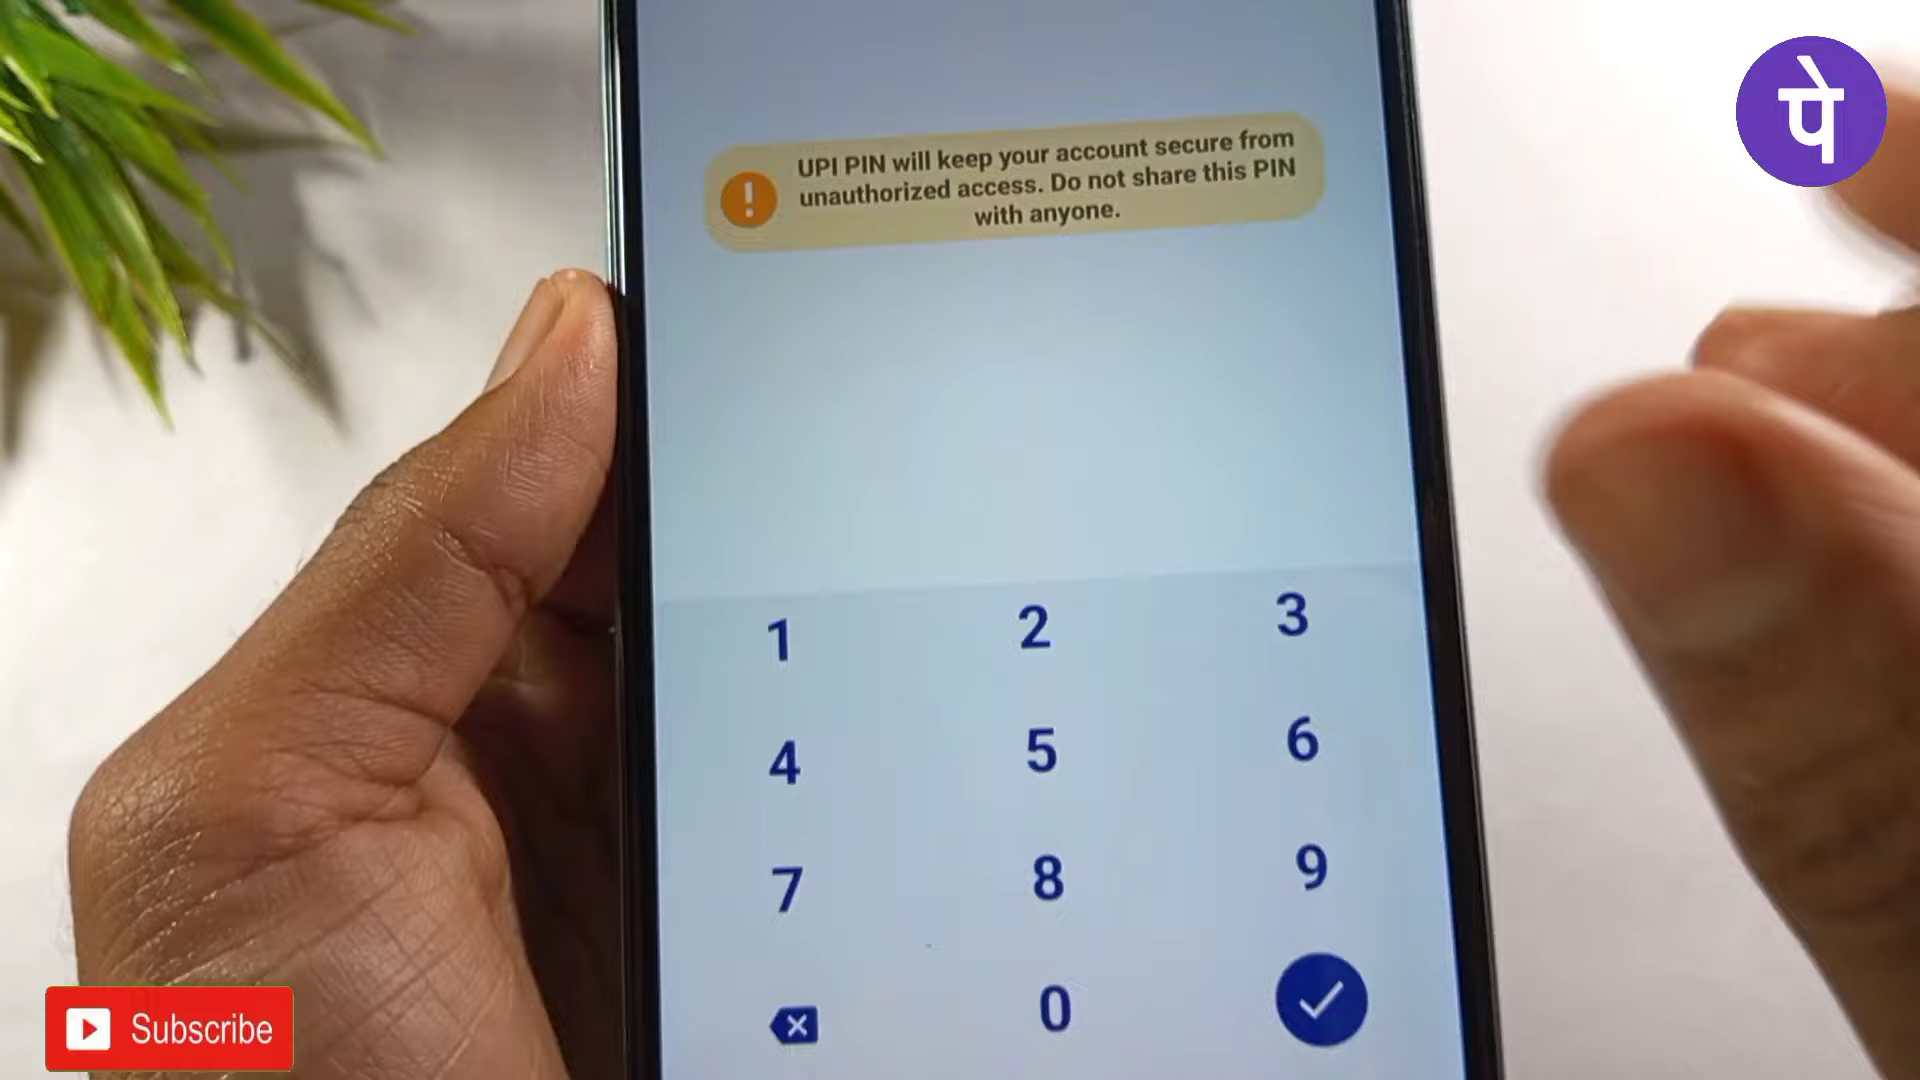 पे
UPI PIN will keep your account secure from
unauthorized access. Do not share this PIN
with anyone.
1 2 3
4 5 6
7 8 9
0
Subscribe